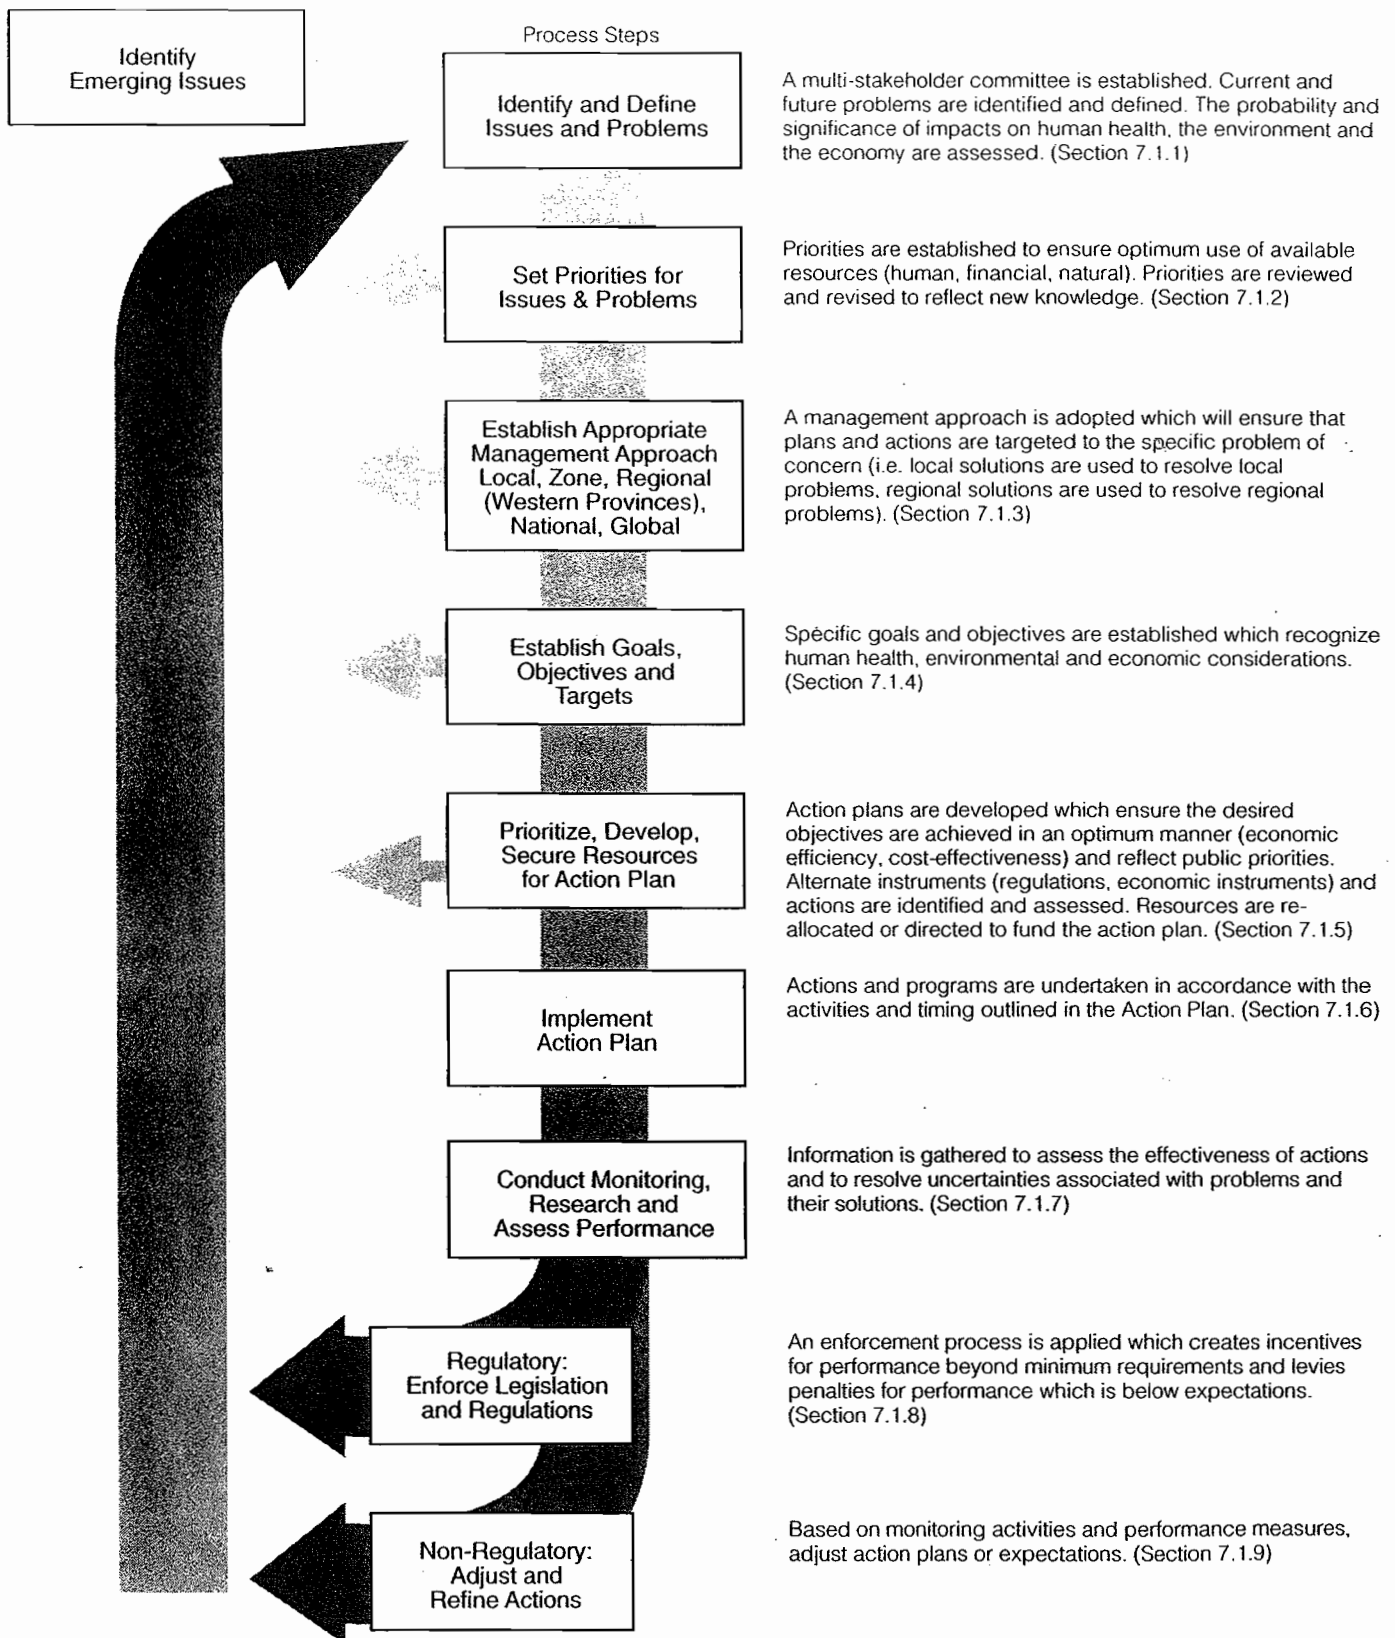 Identify
Emerging Issues
Process Steps
Identify and Define
Issues and Problems
A multi-stakeholder committee is established. Current and
future problems are identified and defined. The probability and
significance of impacts on human health, the environment and
the economy are assessed. (Section 7.1.1)
Set Priorities for
Issues & Problems
Priorities are established to ensure optimum use of available
resources (human, financial, natural). Priorities are reviewed
and revised to reflect new knowledge. (Section 7.1.2)
Establish Appropriate
Management Approach
Local, Zone, Regional
(Western Provinces),
National, Global
A management approach is adopted which will ensure that
plans and actions are targeted to the specific problem of
concern (i.e. local solutions are used to resolve local
problems, regional solutions are used to resolve regional
problems). (Section 7.1.3)
Establish Goals,
Objectives and
Targets
Specific goals and objectives are established which recognize
human health, environmental and economic considerations.
(Section 7.1.4)
Prioritize, Develop,
Secure Resources
for Action Plan
Action plans are developed which ensure the desired
objectives are achieved in an optimum manner (economic
efficiency, cost-effectiveness) and reflect public priorities.
Alternate instruments (regulations, economic instruments) and
actions are identified and assessed. Resources are re-
allocated or directed to fund the action plan. (Section 7.1.5)
Implement
Action Plan
Actions and programs are undertaken in accordance with the
activities and timing outlined in the Action Plan. (Section 7.1.6)
Conduct Monitoring,
Research and
Assess Performance
Information is gathered to assess the effectiveness of actions
and to resolve uncertainties associated with problems and
their solutions. (Section 7.1.7)
Regulatory:
Enforce Legislation
and Regulations
An enforcement process is applied which creates incentives
for performance beyond minimum requirements and levies
penalties for performance which is below expectations.
(Section 7.1.8)
Non-Regulatory:
Adjust and
Refine Actions
Based on monitoring activities and performance measures,
adjust action plans or expectations. (Section 7.1.9)